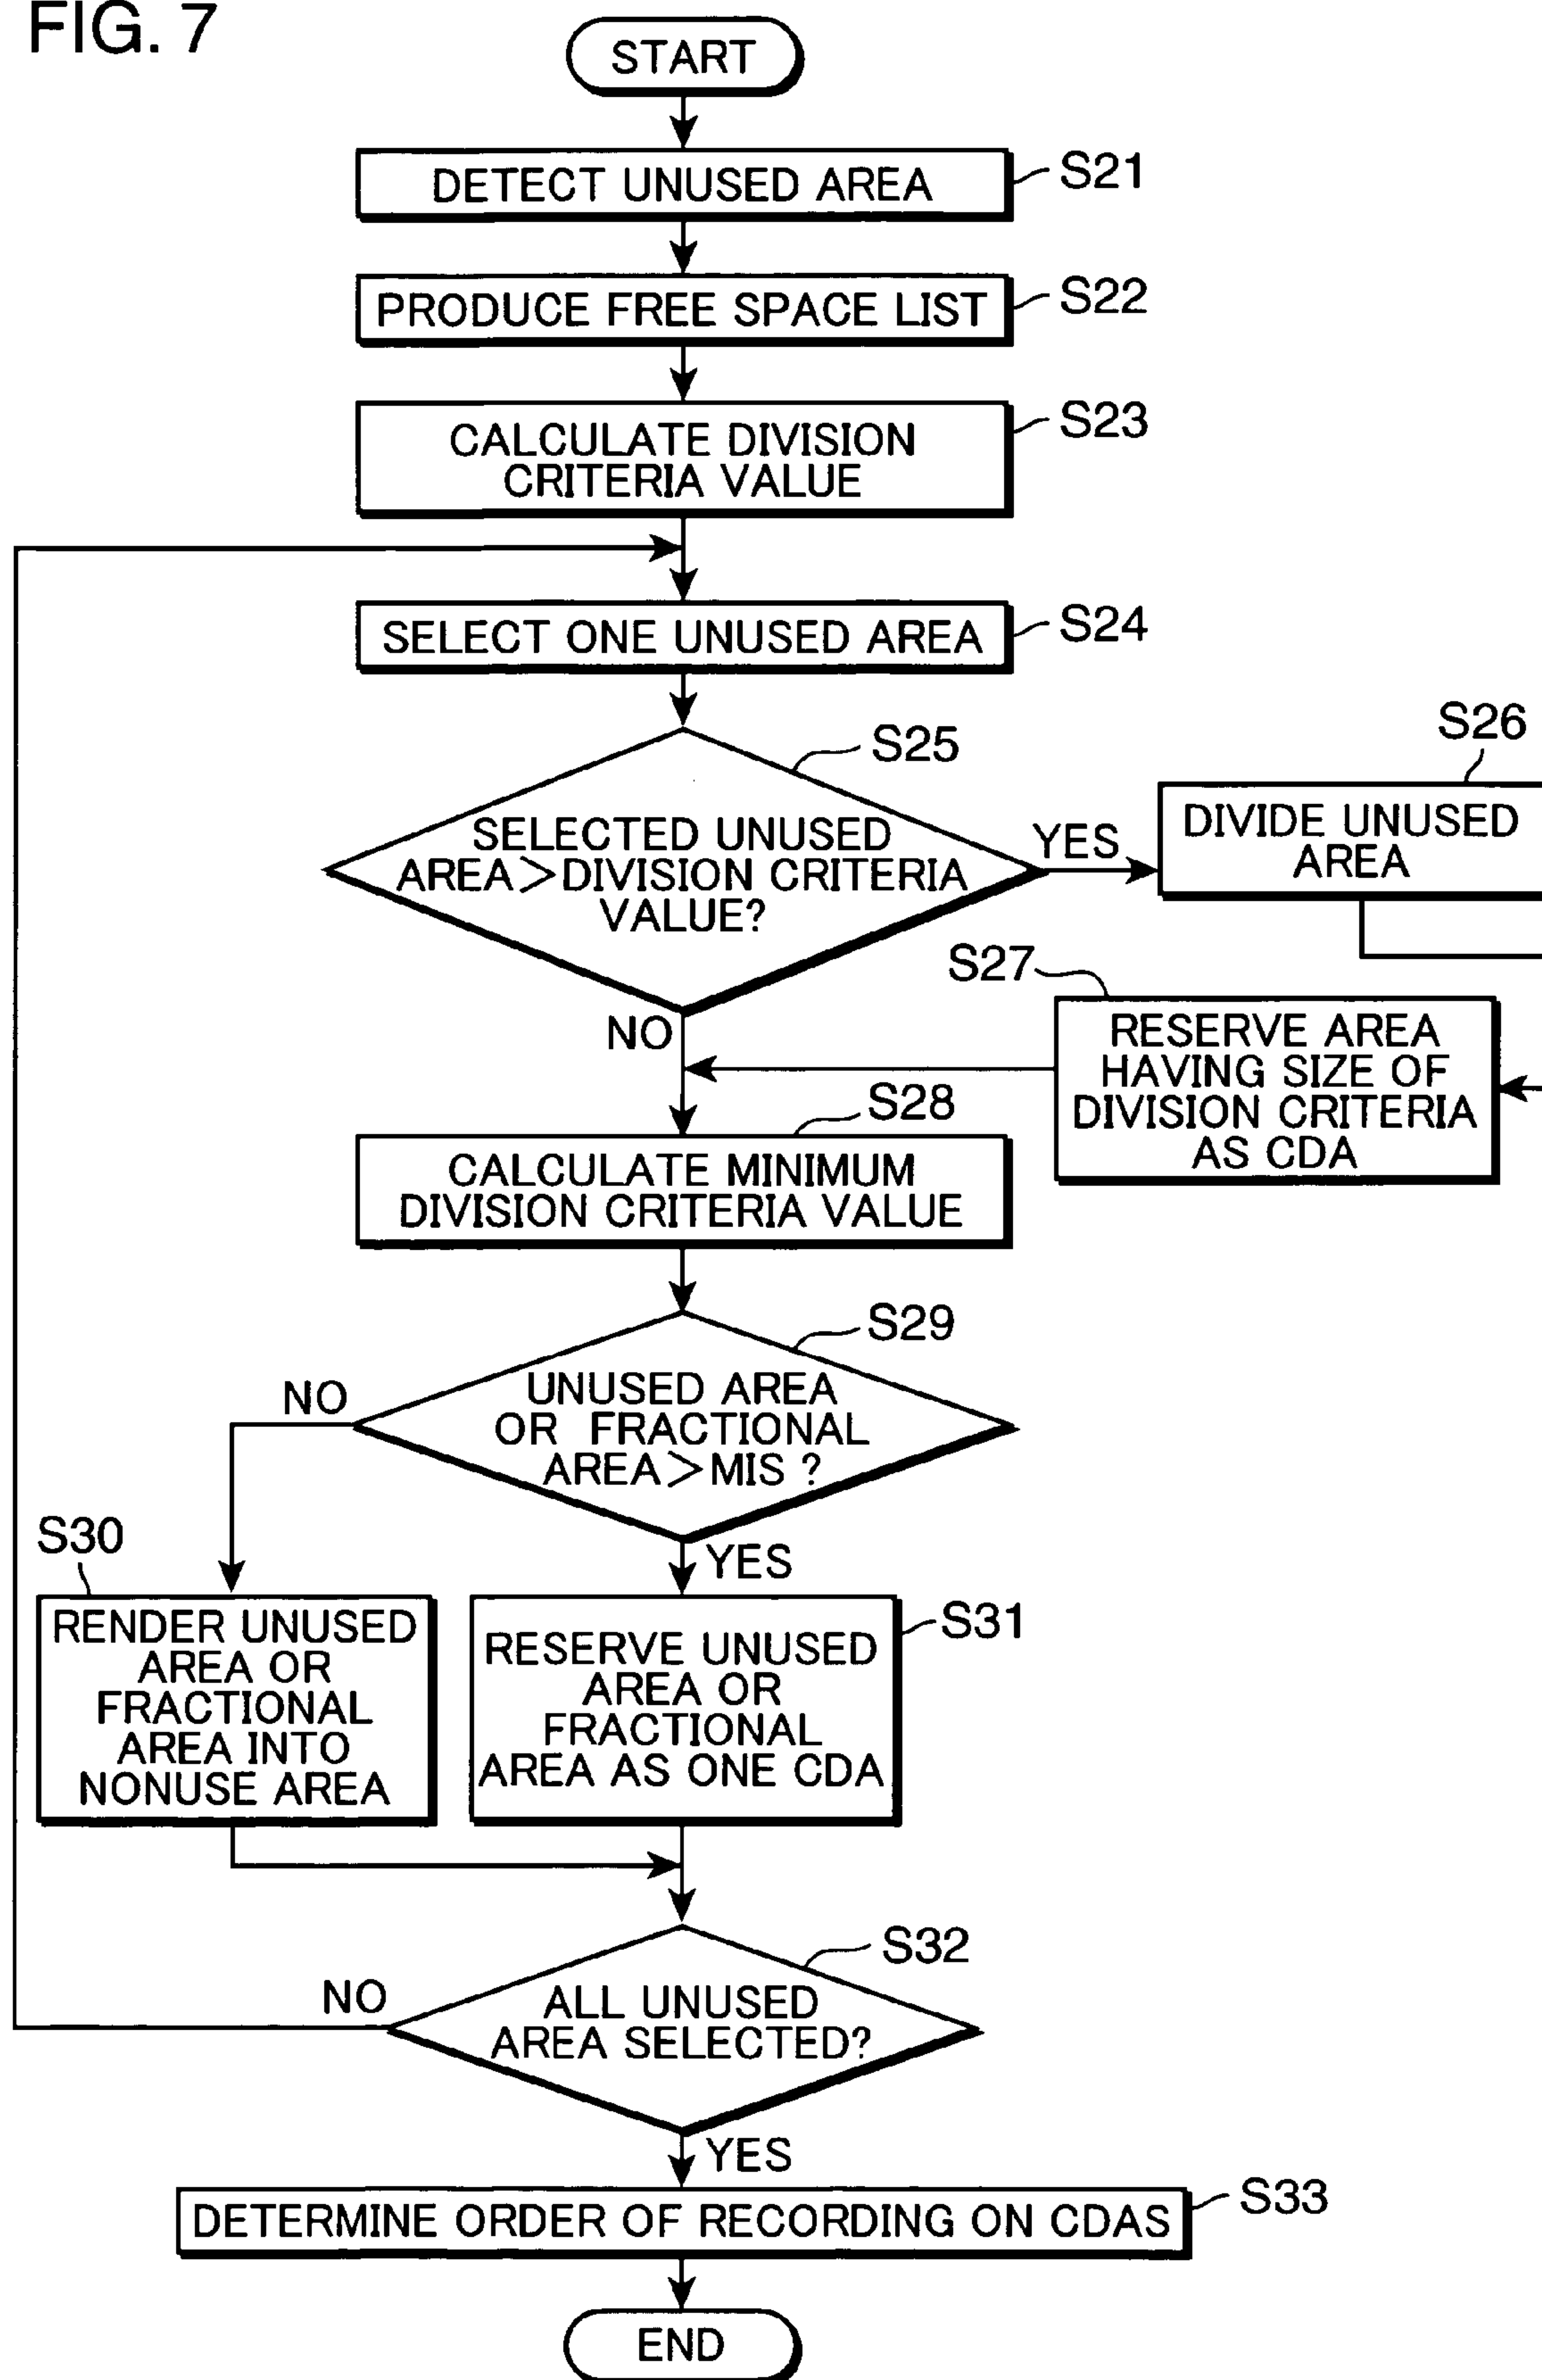 FIG. 7
START
DETECT UNUSED AREA
S21
PRODUCE FREE SPACE LIST
S22
CALCULATE DIVISION
CRITERIA VALUE
S23
SELECT ONE UNUSED AREA
S24
SELECTED UNUSED
AREA>DIVISION CRITERIA
VALUE?
S25
YES
NO
S26
DIVIDE UNUSED
AREA
S27
RESERVE AREA
HAVING SIZE OF
DIVISION CRITERIA
AS CDA
S28
CALCULATE MINIMUM
DIVISION CRITERIA VALUE
S29
UNUSED AREA
OR FRACTIONAL
AREA>MIS ?
NO
YES
S30
RENDER UNUSED
AREA OR
FRACTIONAL
AREA INTO
NONUSE AREA
S31
RESERVE UNUSED
AREA OR
FRACTIONAL
AREA AS ONE CDA
S32
ALL UNUSED
AREA SELECTED?
NO
YES
DETERMINE ORDER OF RECORDING ON CDAS
S33
END